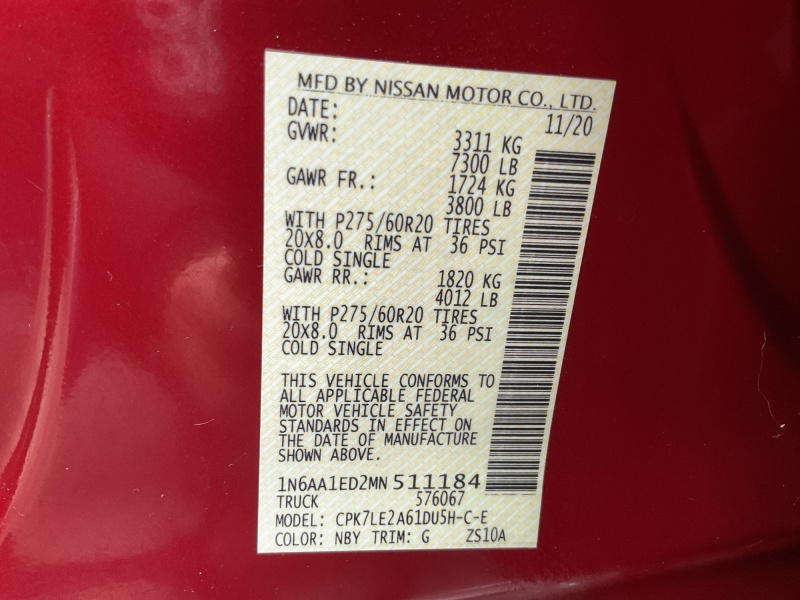 MFD BY NISSAN MOTOR CO., LTD.
DATE: 11/20
GVWR: 3311 KG
7300 LB
GAWR FR.: 1724 KG
3800 LB
WITH P275/60R20 TIRES
20X8.0 RIMS AT 36 PSI
COLD SINGLE
GAWR RR.: 1820 KG
4012 LB
WITH P275/60R20 TIRES
20X8.0 RIMS AT 36 PSI
COLD SINGLE
THIS VEHICLE CONFORMS TO
ALL APPLICABLE FEDERAL
MOTOR VEHICLE SAFETY
STANDARDS IN EFFECT ON
THE DATE OF MANUFACTURE
SHOWN ABOVE.
1N6AA1ED2MN 511184
TRUCK 576067
MODEL: CPK7LE2A61DU5H-C-E
COLOR: NBY TRIM: G ZS10A